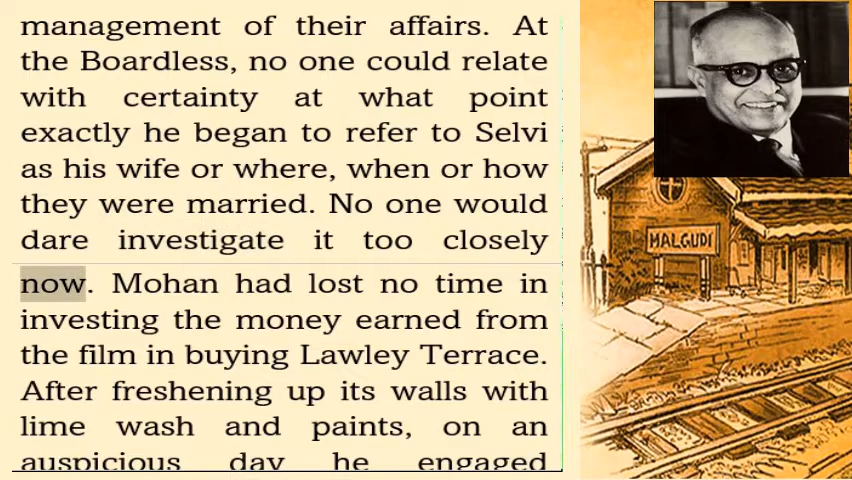 management of their affairs. At
the Boardless, no one could relate
with certainty at what point
exactly he began to refer to Selvi
as his wife or where, when or how
they were married. No one would
dare investigate it too closely
now. Mohan had lost no time in
investing the money earned from
the film in buying Lawley Terrace.
After freshening up its walls with
lime wash and paints, on an
auspicious day he engaged
MALGUDI